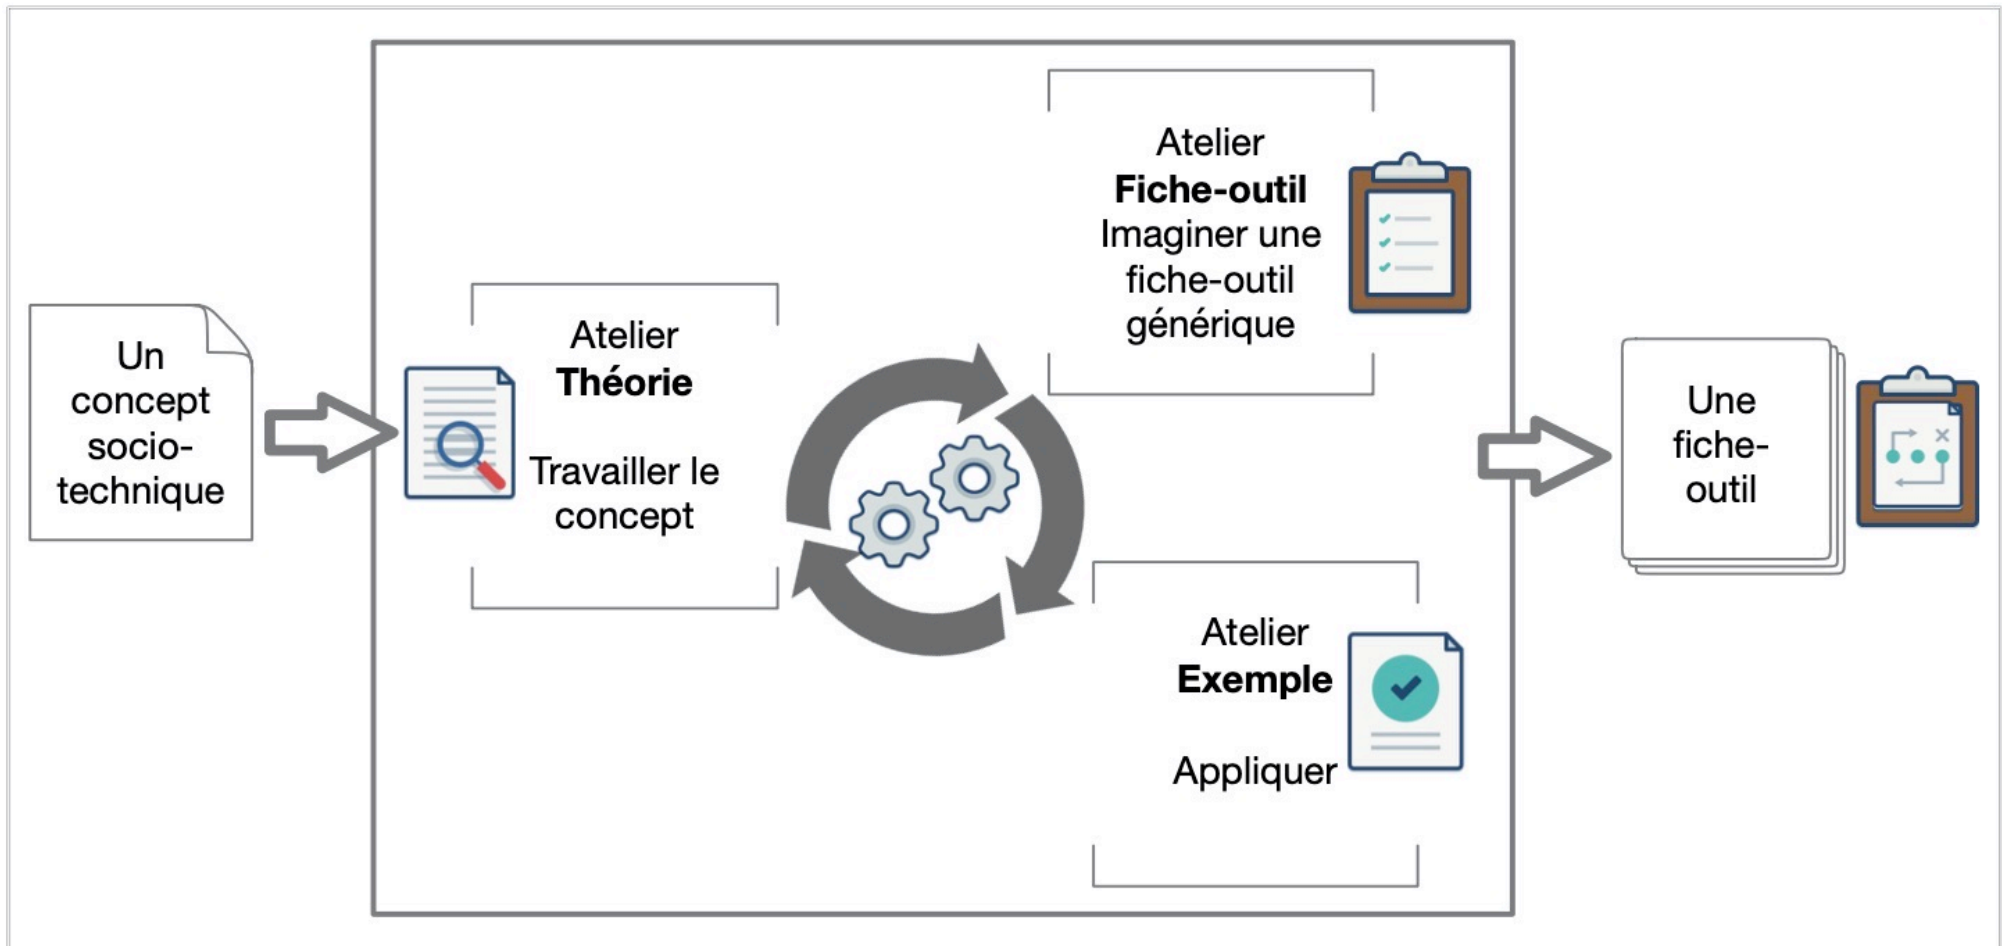 Un
concept
socio-
technique
Atelier
Théorie
Travailler le
concept
Atelier
Fiche-outil
Imaginer une
fiche-outil
générique
Atelier
Exemple
Appliquer
Une
fiche-
outil